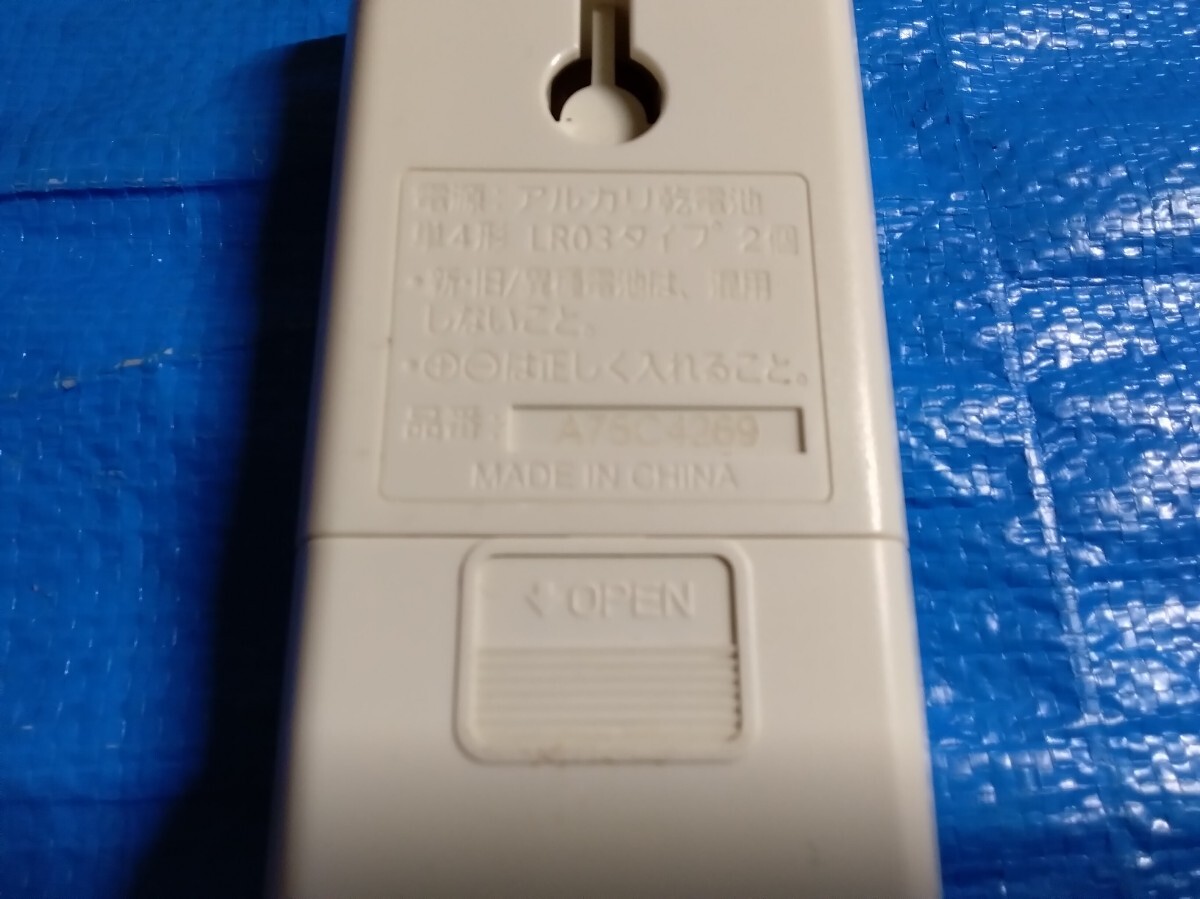 電源：アルカリ乾電池
単4形 LR03タイプ 2個
・新・旧/異種電池は、混用
しないこと。
・⊕⊖は正しく入れること。
品番：A75C4269
MADE IN CHINA
OPEN